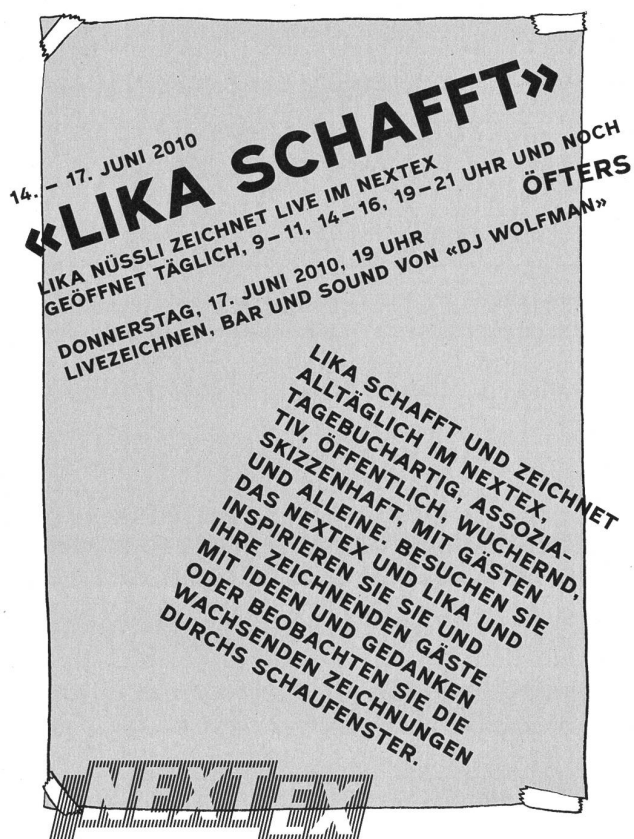 14. – 17. JUNI 2010
«LIKA SCHAFFT»
LIKA NÜSSLI ZEICHNET LIVE IM NEXTEX
GEÖFFNET TÄGLICH, 9–11, 14–16, 19–21 UHR UND NOCH
ÖFTERS
DONNERSTAG, 17. JUNI 2010, 19 UHR
LIVEZEICHNEN, BAR UND SOUND VON «DJ WOLFMAN»
LIKA SCHAFFT UND ZEICHNET
ALLTÄGLICH IM NEXTEX,
TAGEBUCHARTIG, ASSOZIA-
TIV, ÖFFENTLICH, WUCHERND,
SKIZZENHAFT, MIT GÄSTEN
UND ALLEINE. BESUCHEN SIE
DAS NEXTEX UND LIKA UND
INSPIRIEREN SIE SIE UND
IHRE ZEICHNENDEN GÄSTE
MIT IDEEN UND GEDANKEN
ODER BEOBACHTEN SIE DIE
WACHSENDEN ZEICHNUNGEN
DURCHS SCHAUFENSTER.
NEXTEX